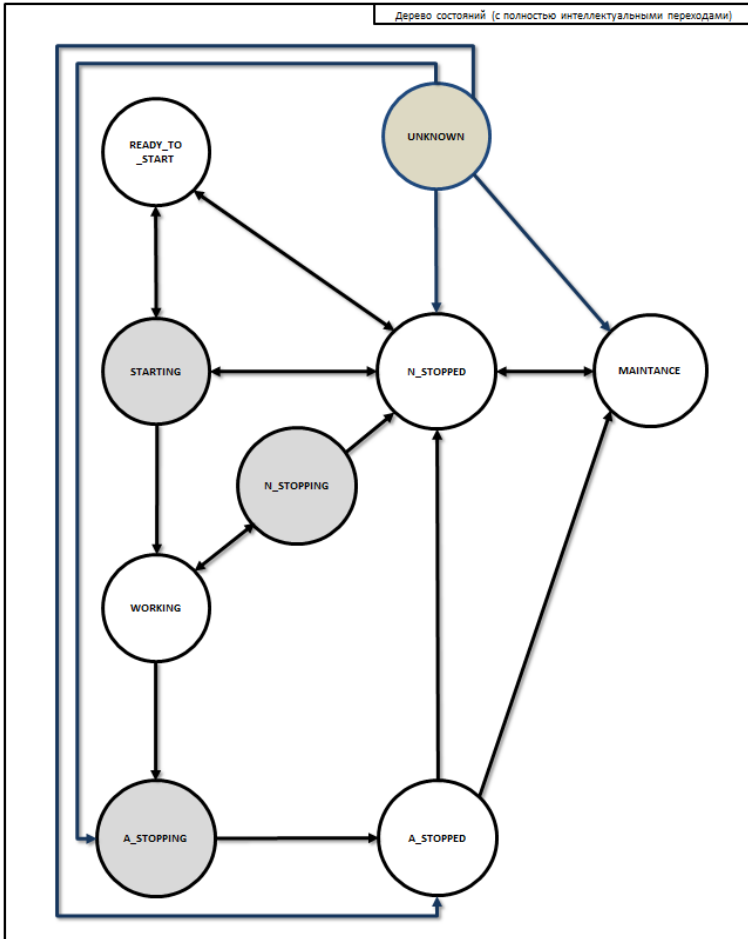 Дерево состояний (с полностью интеллектуальными переходами)
UNKNOWN
READY_TO
_START
STARTING
N_STOPPED
MAINTANCE
N_STOPPING
WORKING
A_STOPPING
A_STOPPED